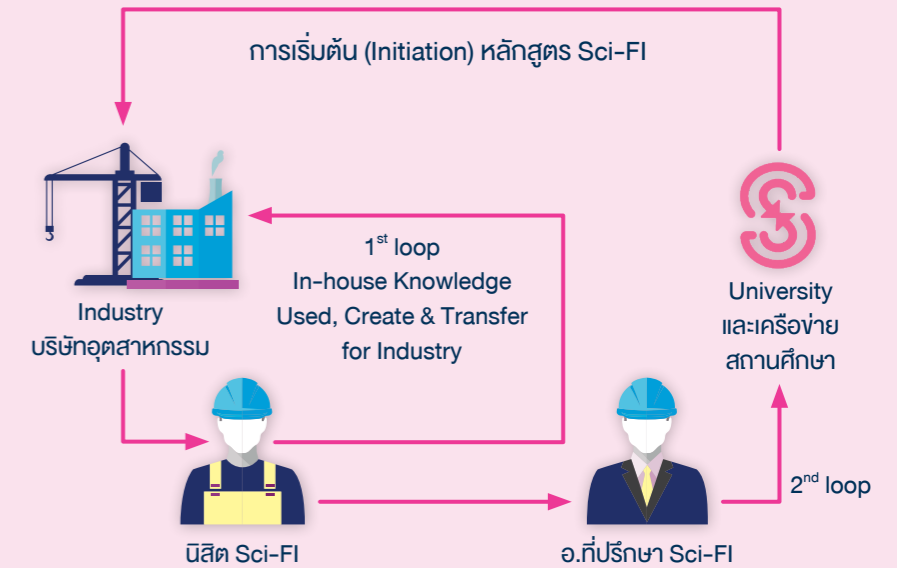 การเริ่มต้น (Initiation) หลักสูตร Sci-FI
1st loop
In-house Knowledge
Used, Create & Transfer
for Industry
Industry
บริษัทอุตสาหกรรม
University
และเครือข่าย
สถานศึกษา
2nd loop
นิสิต Sci-FI
อ.ที่ปรึกษา Sci-FI